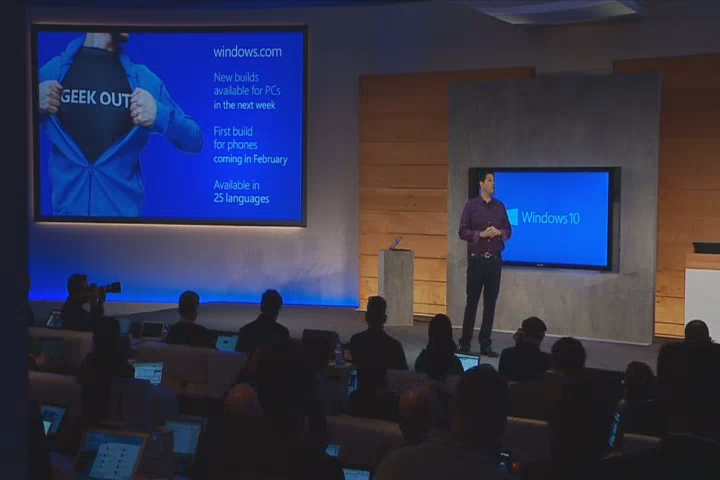 windows.com
GEEK OUT
New builds
available for PCs
in the next week
First build
for phones
coming in February
Available in
25 languages
Windows 10